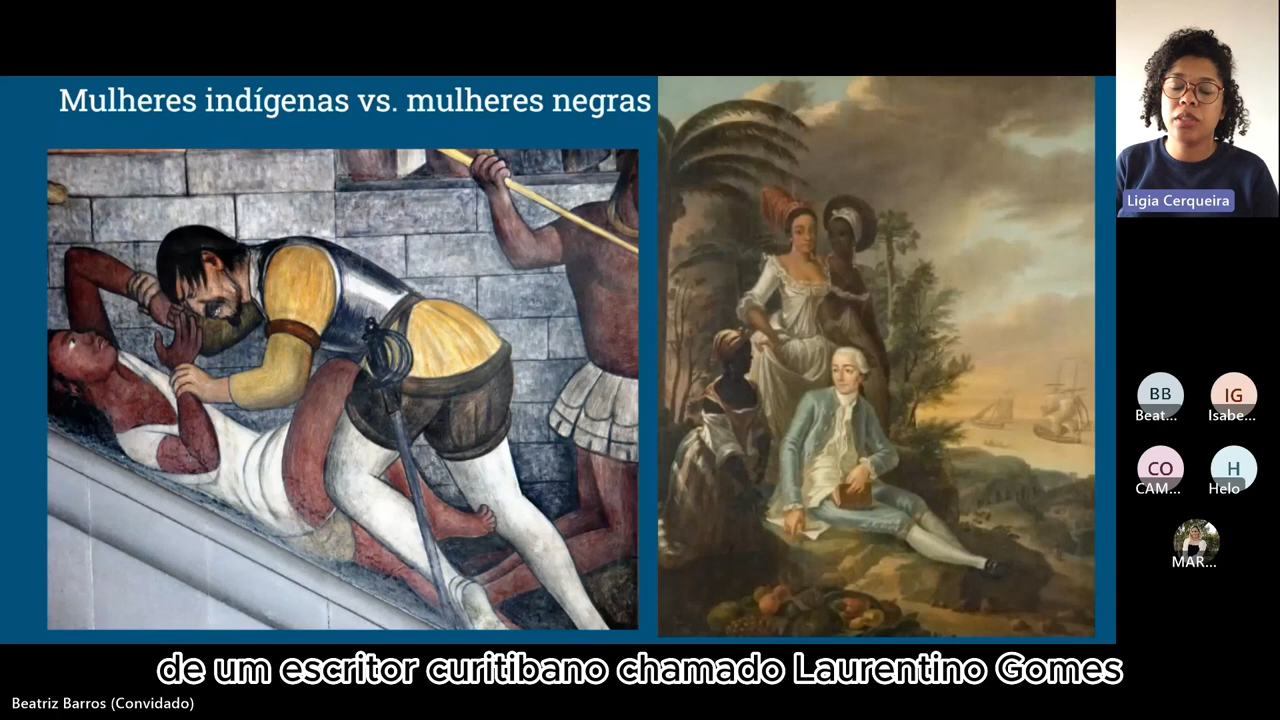 Mulheres indígenas vs. mulheres negras
Ligia Cerqueira
BB
Beat...
IG
Isabe...
CO
CAM...
H
Helo
MAR...
de um escritor curitibano chamado Laurentino Gomes
Beatriz Barros (Convidado)